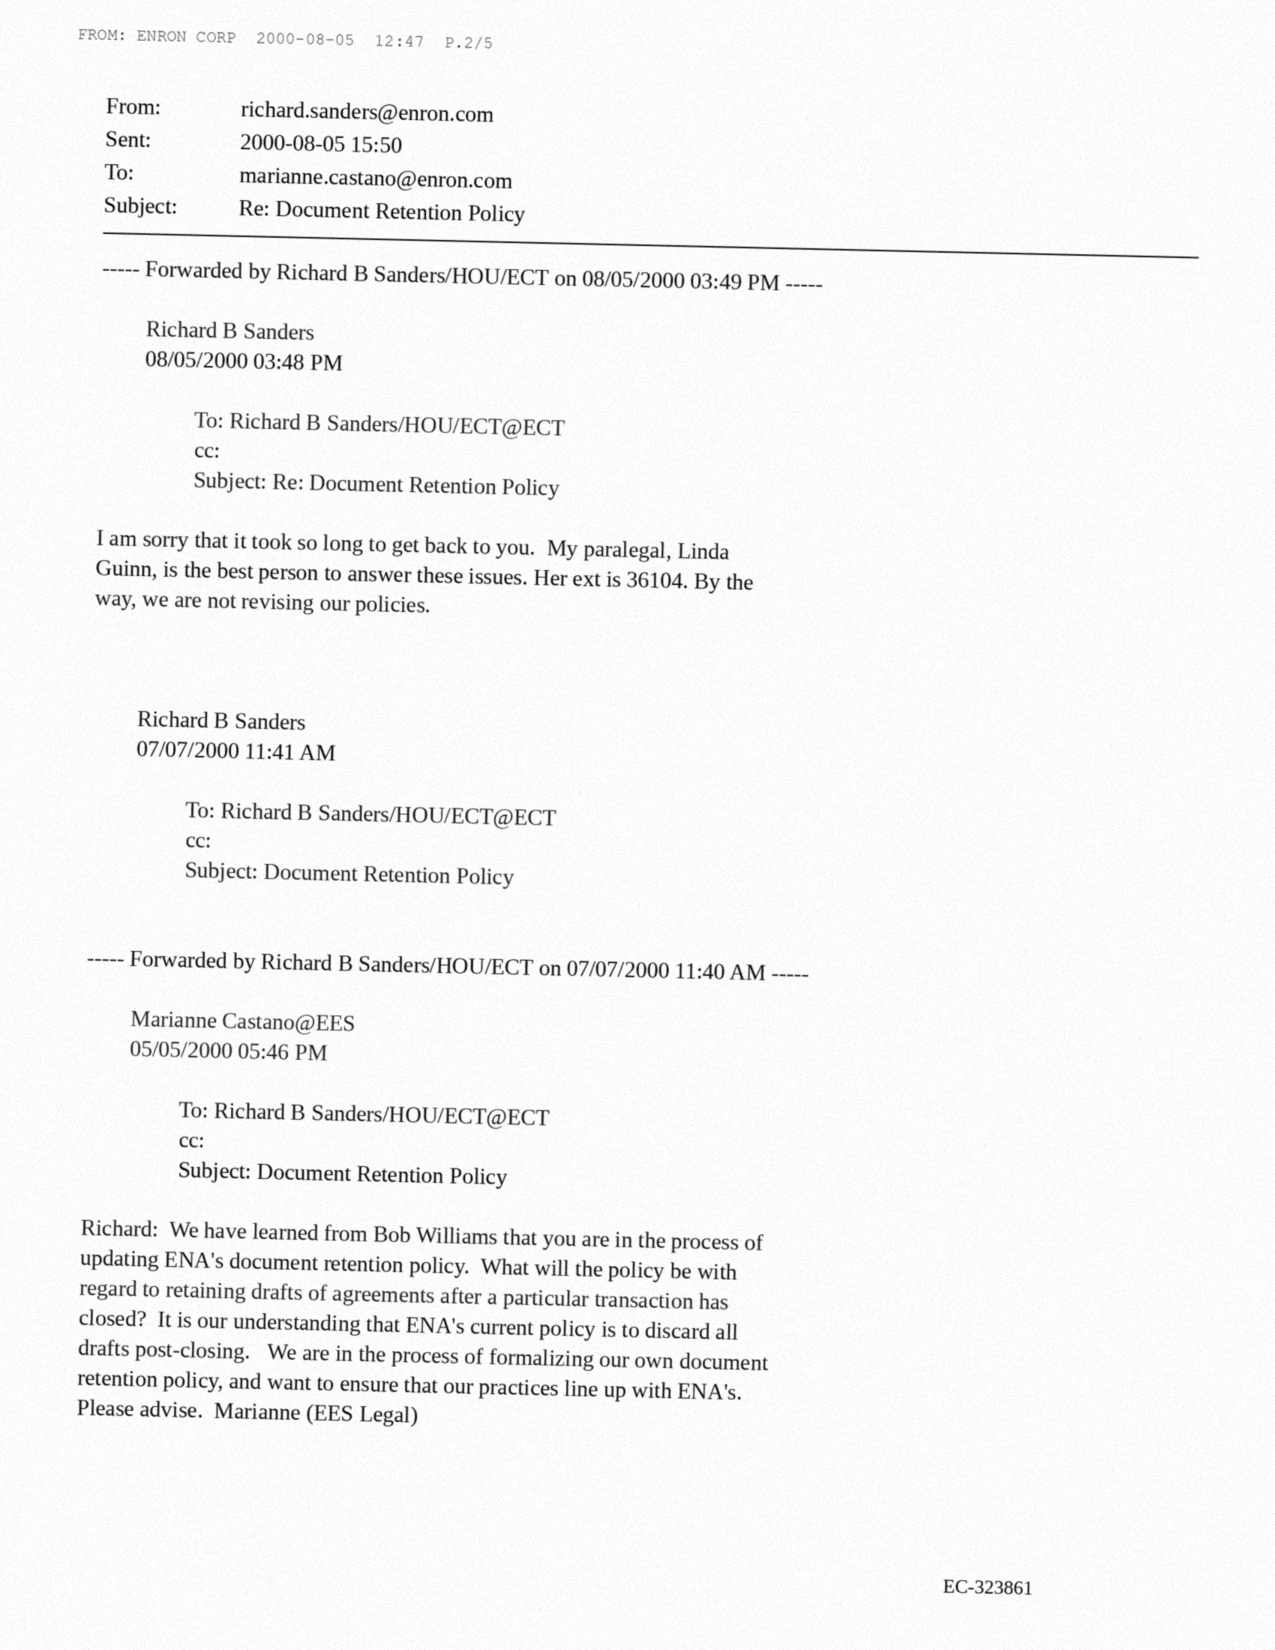 FROM: ENRON CORP 2000-08-05 12:47 P.2/5
From: richard.sanders@enron.com
Sent: 2000-08-05 15:50
To: marianne.castano@enron.com
Subject: Re: Document Retention Policy
----- Forwarded by Richard B Sanders/HOU/ECT on 08/05/2000 03:49 PM -----
Richard B Sanders
08/05/2000 03:48 PM
To: Richard B Sanders/HOU/ECT@ECT
cc:
Subject: Re: Document Retention Policy
I am sorry that it took so long to get back to you.  My paralegal, Linda
Guinn, is the best person to answer these issues. Her ext is 36104. By the
way, we are not revising our policies.
Richard B Sanders
07/07/2000 11:41 AM
To: Richard B Sanders/HOU/ECT@ECT
cc:
Subject: Document Retention Policy
----- Forwarded by Richard B Sanders/HOU/ECT on 07/07/2000 11:40 AM -----
Marianne Castano@EES
05/05/2000 05:46 PM
To: Richard B Sanders/HOU/ECT@ECT
cc:
Subject: Document Retention Policy
Richard:  We have learned from Bob Williams that you are in the process of
updating ENA's document retention policy.  What will the policy be with
regard to retaining drafts of agreements after a particular transaction has
closed?  It is our understanding that ENA's current policy is to discard all
drafts post-closing.   We are in the process of formalizing our own document
retention policy, and want to ensure that our practices line up with ENA's.
Please advise.  Marianne (EES Legal)
EC-323861